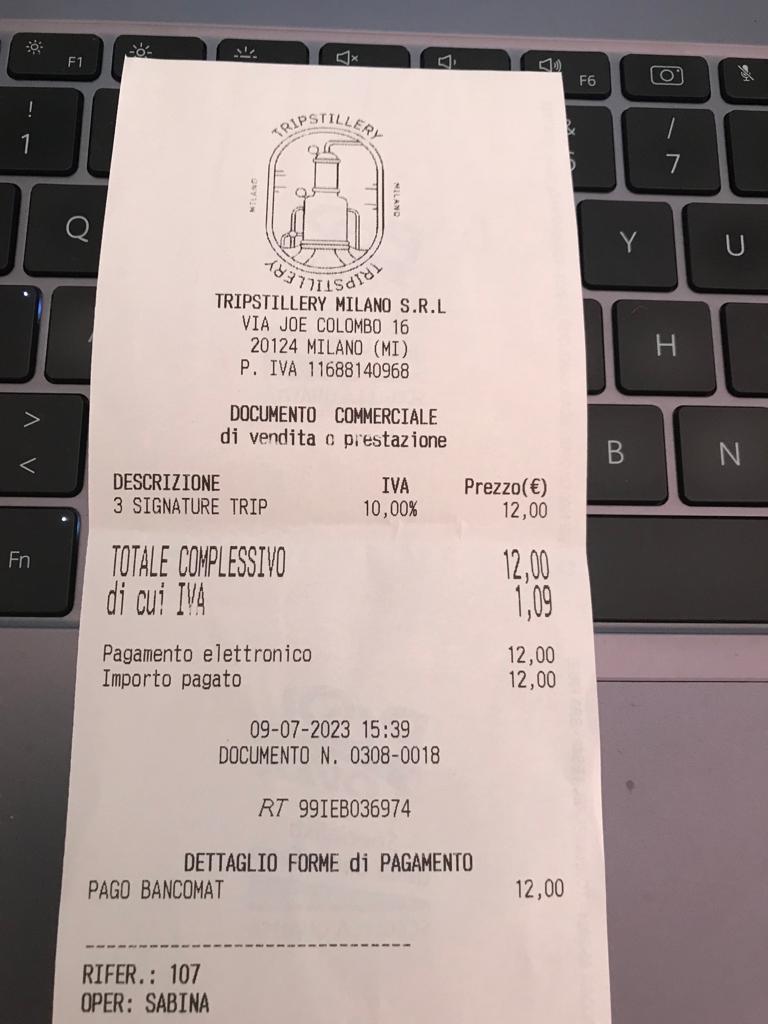 F1
F6
!
1
&
/
7
Q
Y
U
H
>
<
B
N
Fn
TRIPSTILLERY
MILANO
MILANO
TRIPSTILLERY
TRIPSTILLERY MILANO S.R.L
VIA JOE COLOMBO 16
20124 MILANO (MI)
P. IVA 11688140968
DOCUMENTO COMMERCIALE
di vendita o prestazione
DESCRIZIONE IVA Prezzo(€)
3 SIGNATURE TRIP 10,00% 12,00
TOTALE COMPLESSIVO 12,00
di cui IVA 1,09
Pagamento elettronico 12,00
Importo pagato 12,00
09-07-2023 15:39
DOCUMENTO N. 0308-0018
RT 99IEB036974
DETTAGLIO FORME di PAGAMENTO
PAGO BANCOMAT 12,00
--------------------------------
RIFER.: 107
OPER: SABINA